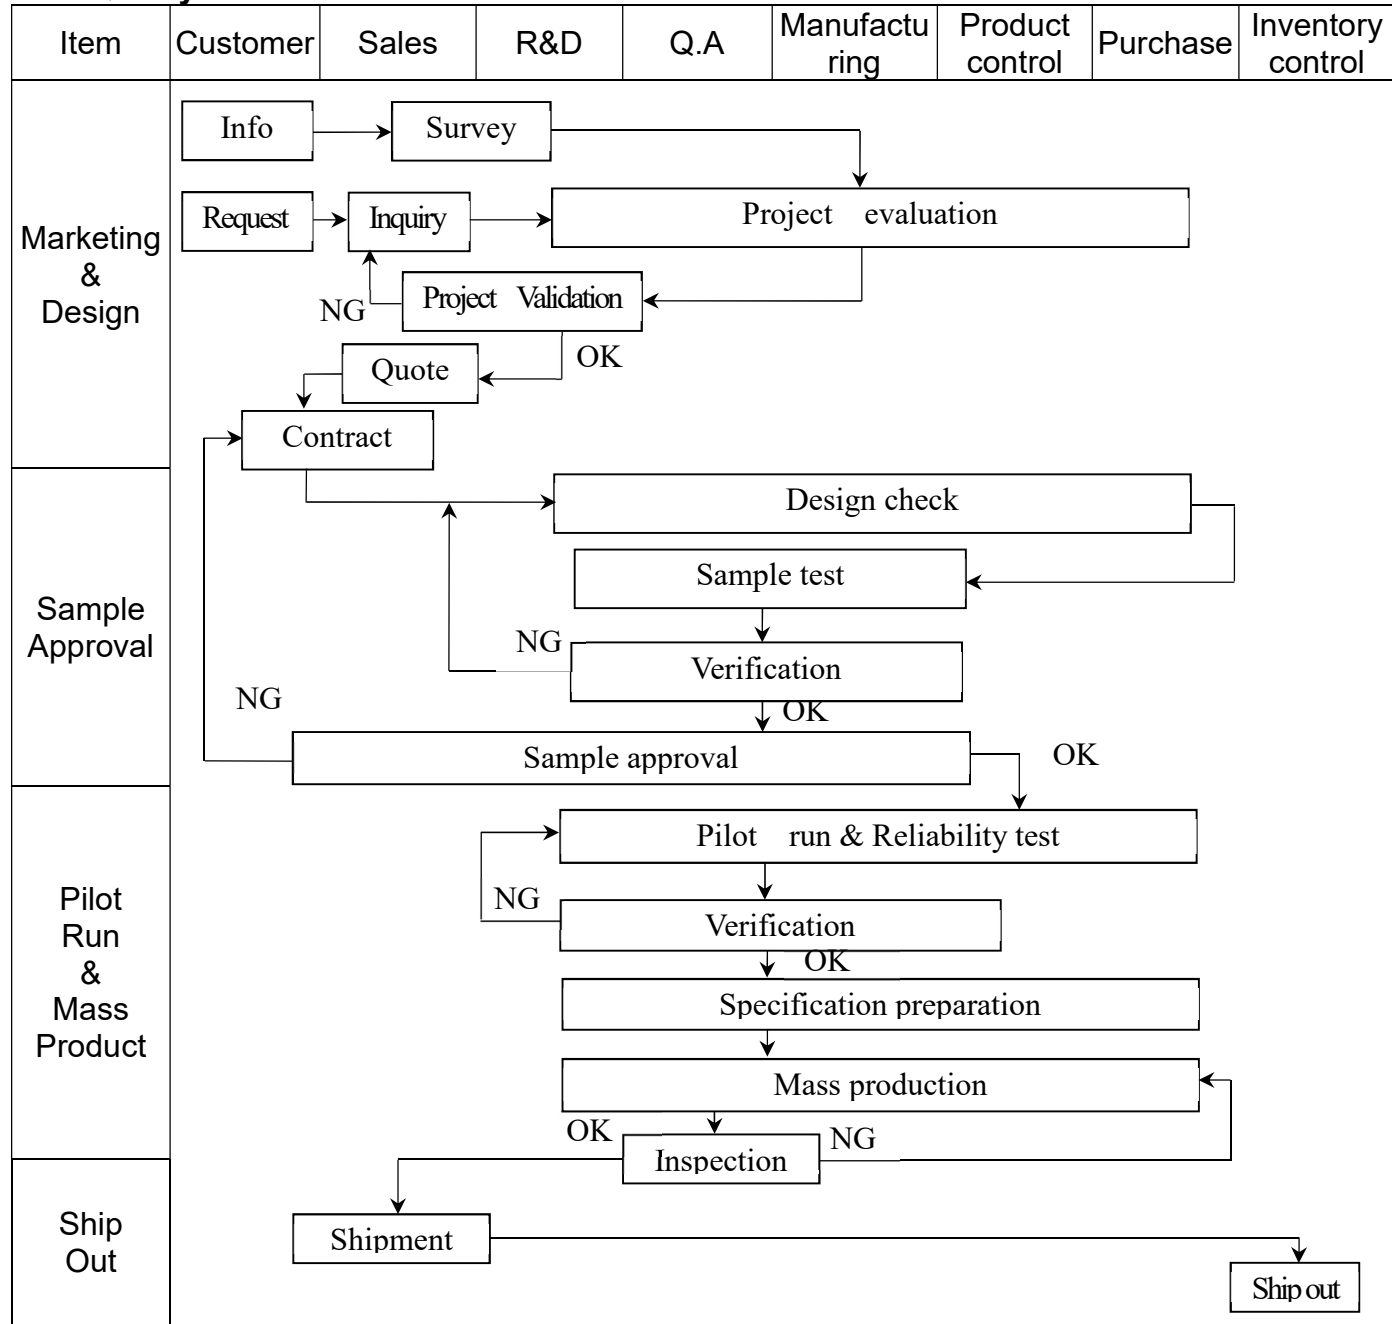 Item Customer Sales R&D Q.A Manufactu Product Purchase Inventory
ring control control
Info Survey
Request Inquiry Project evaluation
Marketing
&
Design
NG Project Validation
OK
Quote
Contract
Design check
Sample test
Sample
Approval
NG Verification
NG OK
Sample approval OK
Pilot run & Reliability test
Pilot
Run
&
Mass
Product
NG Verification
OK
Specification preparation
Mass production
OK Inspection NG
Ship
Out
Shipment
Ship out